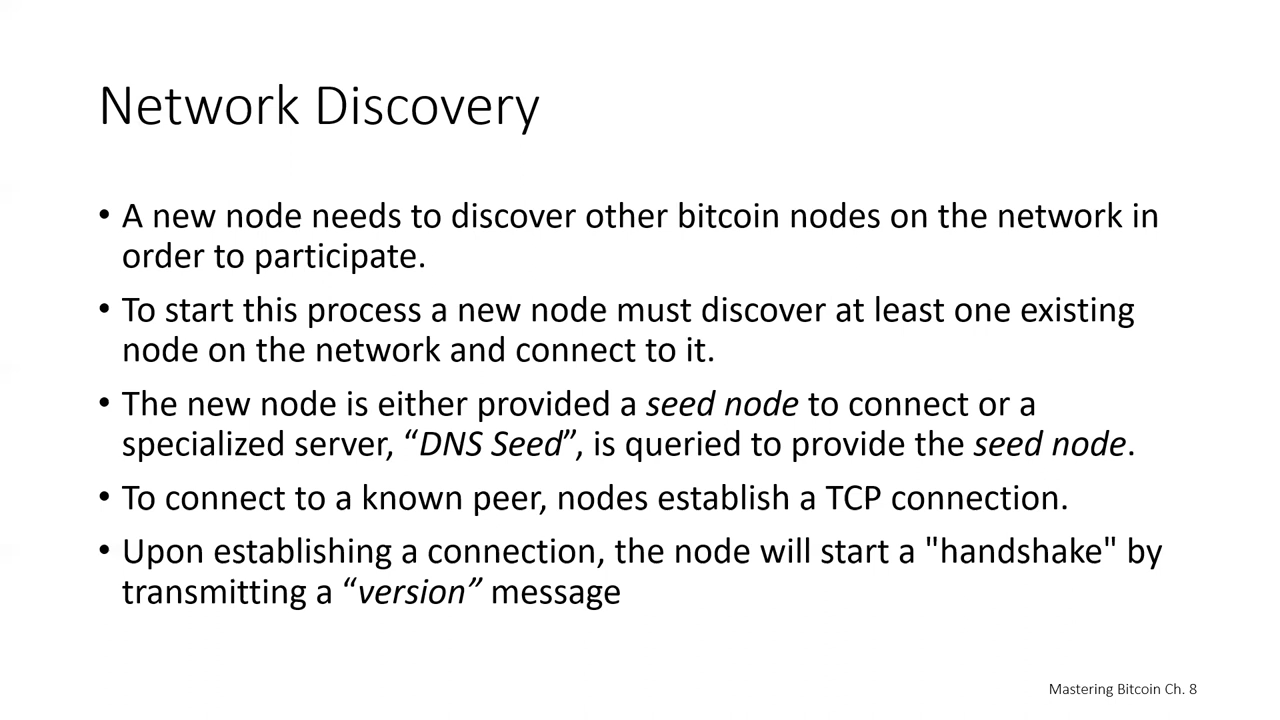 Network Discovery
• A new node needs to discover other bitcoin nodes on the network in
order to participate.
• To start this process a new node must discover at least one existing
node on the network and connect to it.
• The new node is either provided a seed node to connect or a
specialized server, “DNS Seed”, is queried to provide the seed node.
• To connect to a known peer, nodes establish a TCP connection.
• Upon establishing a connection, the node will start a "handshake" by
transmitting a “version” message
Mastering Bitcoin Ch. 8